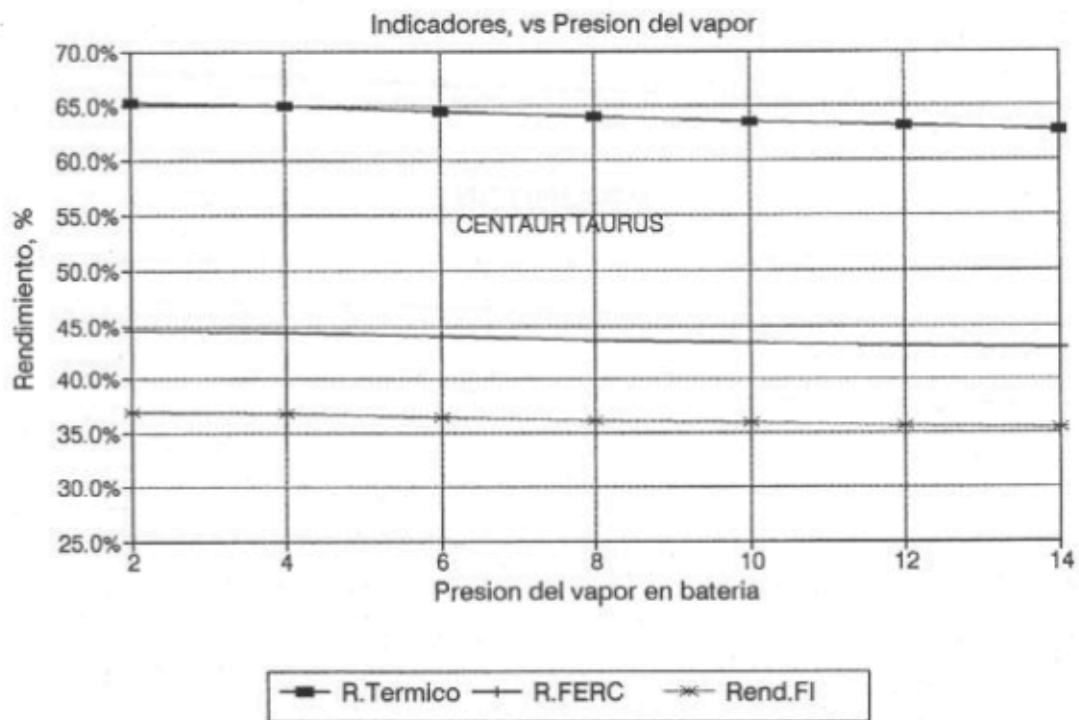 Indicadores, vs Presion del vapor
70.0%
65.0%
60.0%
55.0%
50.0%
45.0%
40.0%
35.0%
30.0%
25.0%
Rendimiento, %
CENTAUR TAURUS
2 4 6 8 10 12 14
Presion del vapor en bateria
R.Termico R.FERC Rend.FI